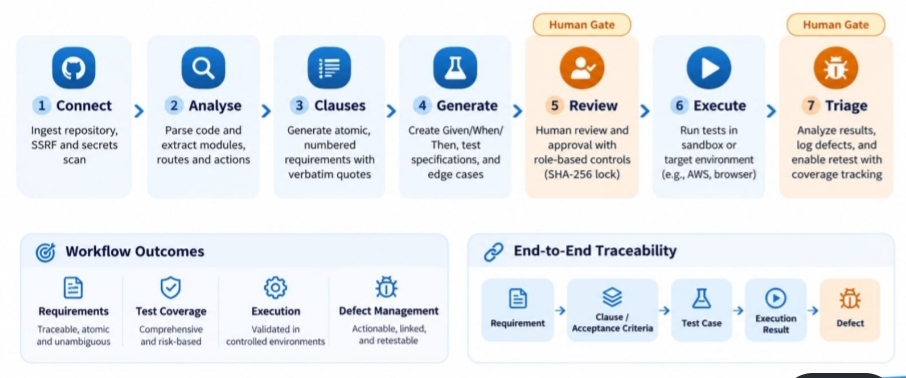 Human Gate
Human Gate
1 Connect
Ingest repository,
SSRF and secrets
scan
2 Analyse
Parse code and
extract modules,
routes and actions
3 Clauses
Generate atomic,
numbered
requirements with
verbatim quotes
4 Generate
Create Given/When/
Then, test
specifications, and
edge cases
5 Review
Human review and
approval with
role-based controls
(SHA-256 lock)
6 Execute
Run tests in
sandbox or
target environment
(e.g., AWS, browser)
7 Triage
Analyze results,
log defects, and
enable retest with
coverage tracking
Workflow Outcomes
Requirements
Traceable, atomic
and unambiguous
Test Coverage
Comprehensive
and risk-based
Execution
Validated in
controlled environments
Defect Management
Actionable, linked,
and retestable
End-to-End Traceability
Requirement
Clause /
Acceptance Criteria
Test Case
Execution
Result
Defect